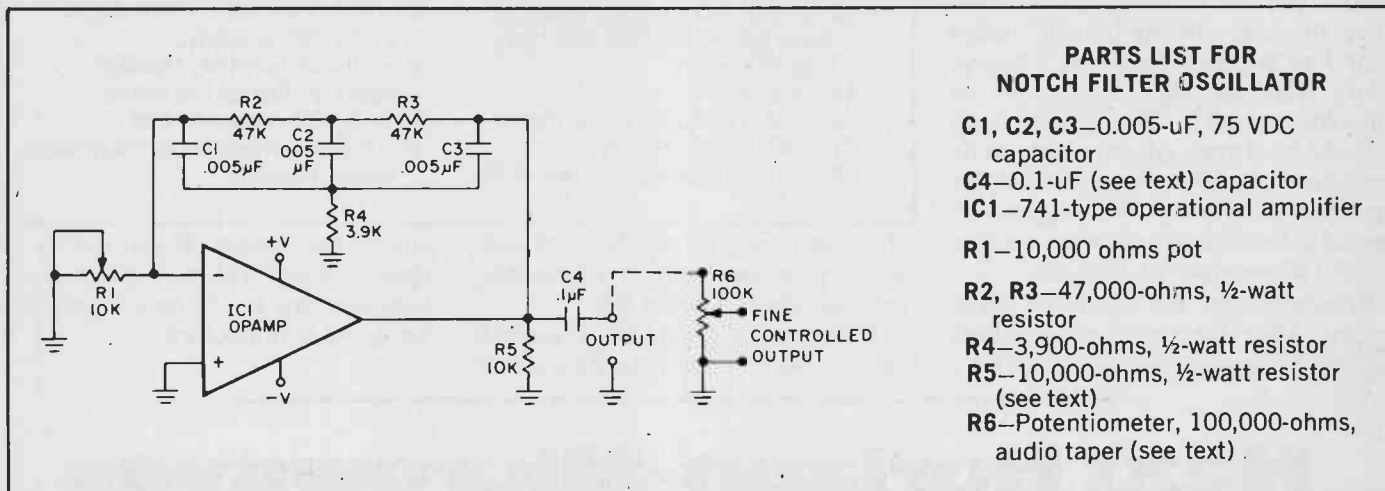 R2
47K
R3
47K
C1
.005µF
C2
.005
µF
C3
.005µF
R4
3.9K
+V
R1
10K
−
IC1
OPAMP
+
−V
C4
.1µF
R5
10K
OUTPUT
R6
100K
FINE
CONTROLLED
OUTPUT
PARTS LIST FOR
NOTCH FILTER OSCILLATOR
C1, C2, C3—0.005-uF, 75 VDC
capacitor
C4—0.1-uF (see text) capacitor
IC1—741-type operational amplifier
R1—10,000 ohms pot
R2, R3—47,000-ohms, ½-watt
resistor
R4—3,900-ohms, ½-watt resistor
R5—10,000-ohms, ½-watt resistor
(see text)
R6—Potentiometer, 100,000-ohms,
audio taper (see text)